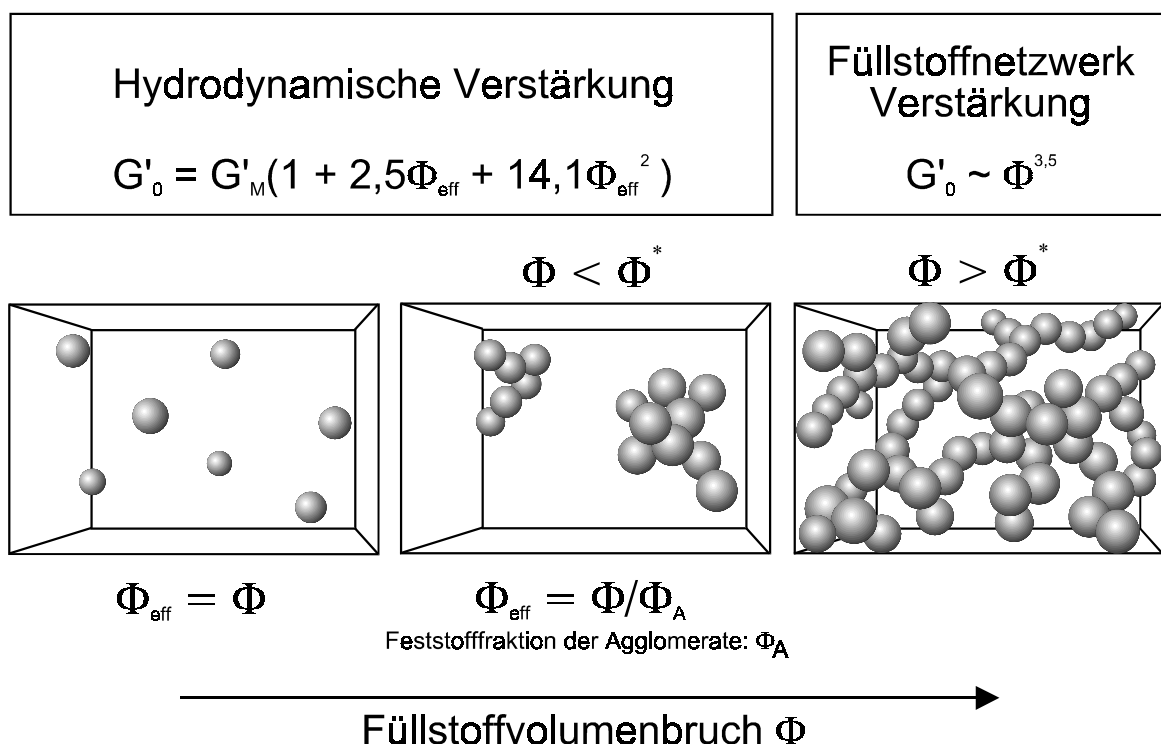 Hydrodynamische Verstärkung
G'₀ = G'ₘ(1 + 2,5Φeff + 14,1Φeff² )
Füllstoffnetzwerk
Verstärkung
G'₀ ~ Φ³,⁵
Φ < Φ*
Φ > Φ*
Φeff = Φ
Φeff = Φ/ΦA
Feststofffraktion der Agglomerate: ΦA
Füllstoffvolumenbruch Φ